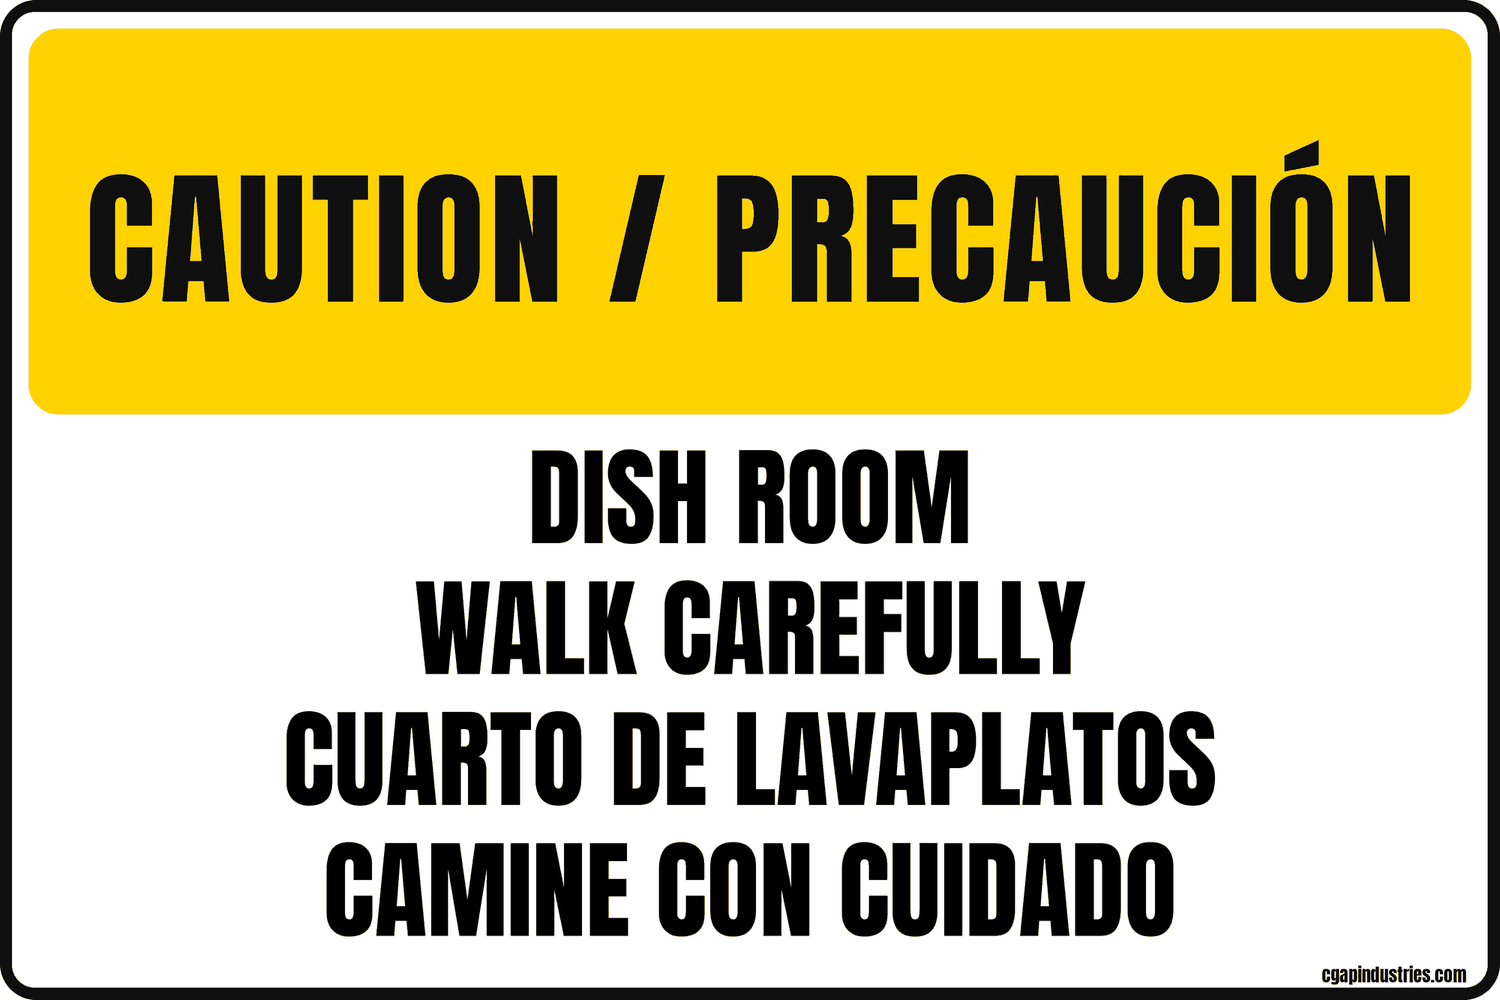 CAUTION / PRECAUCIÓN
DISH ROOM
WALK CAREFULLY
CUARTO DE LAVAPLATOS
CAMINE CON CUIDADO
cgapindustries.com